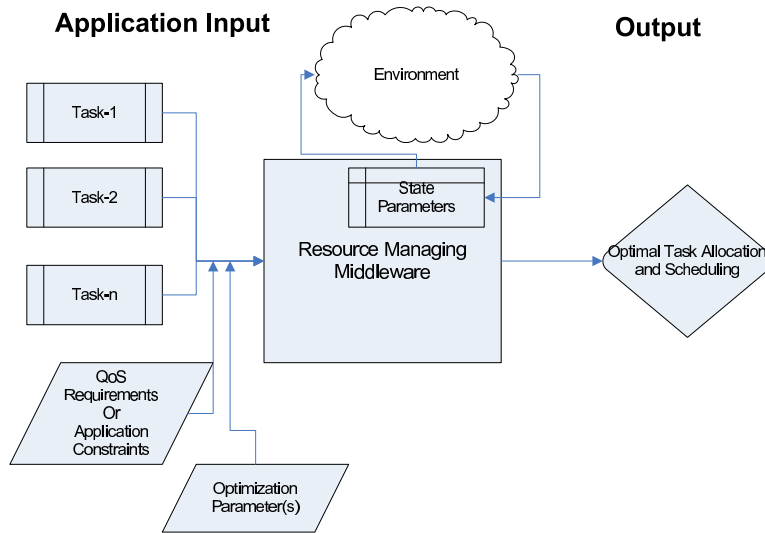 Application Input
Output
Environment
Task-1
Task-2
Task-n
State
Parameters
Resource Managing
Middleware
Optimal Task Allocation
and Scheduling
QoS
Requirements
Or
Application
Constraints
Optimization
Parameter(s)